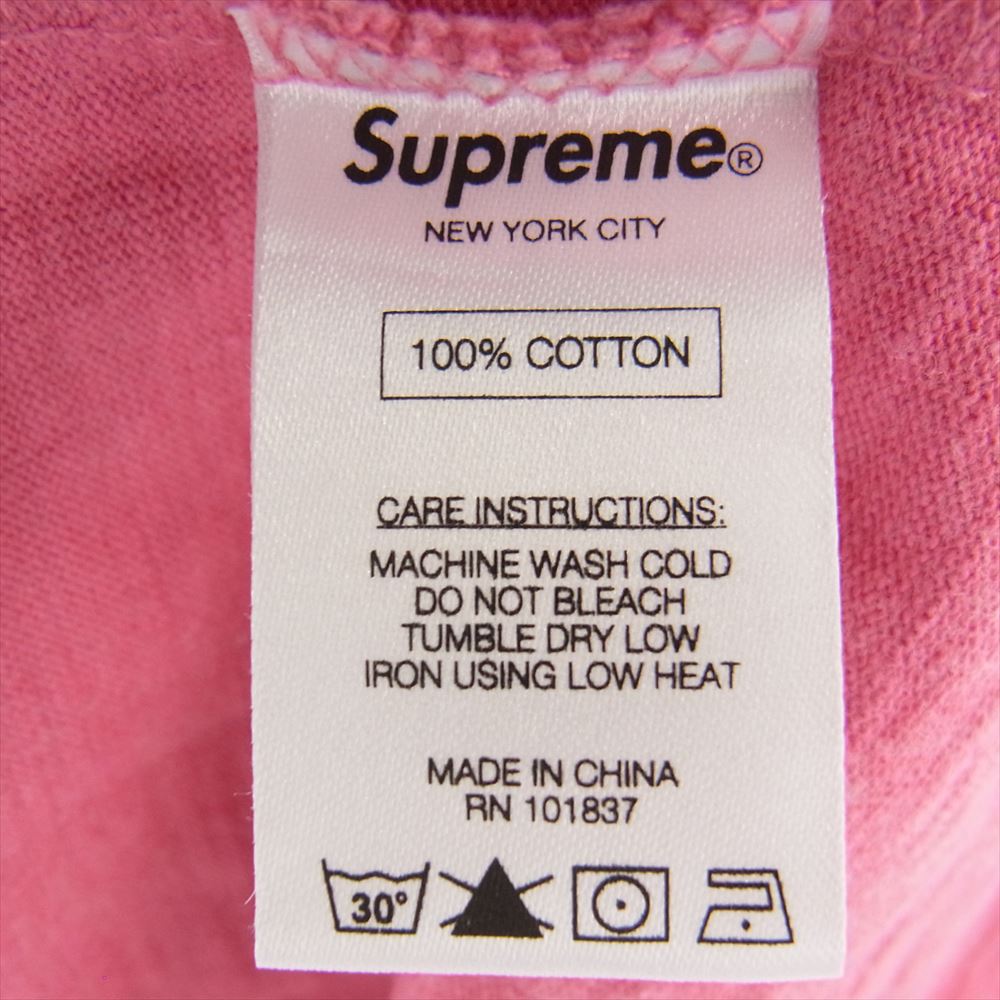 Supreme®
NEW YORK CITY
100% COTTON
CARE INSTRUCTIONS:
MACHINE WASH COLD
DO NOT BLEACH
TUMBLE DRY LOW
IRON USING LOW HEAT
MADE IN CHINA
RN 101837
30°